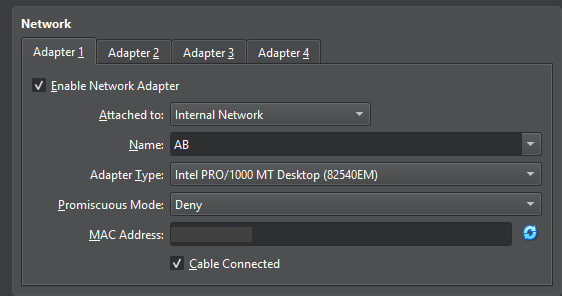 Network
Adapter 1 Adapter 2 Adapter 3 Adapter 4
Enable Network Adapter
Attached to: Internal Network
Name: AB
Adapter Type: Intel PRO/1000 MT Desktop (82540EM)
Promiscuous Mode: Deny
MAC Address:
Cable Connected